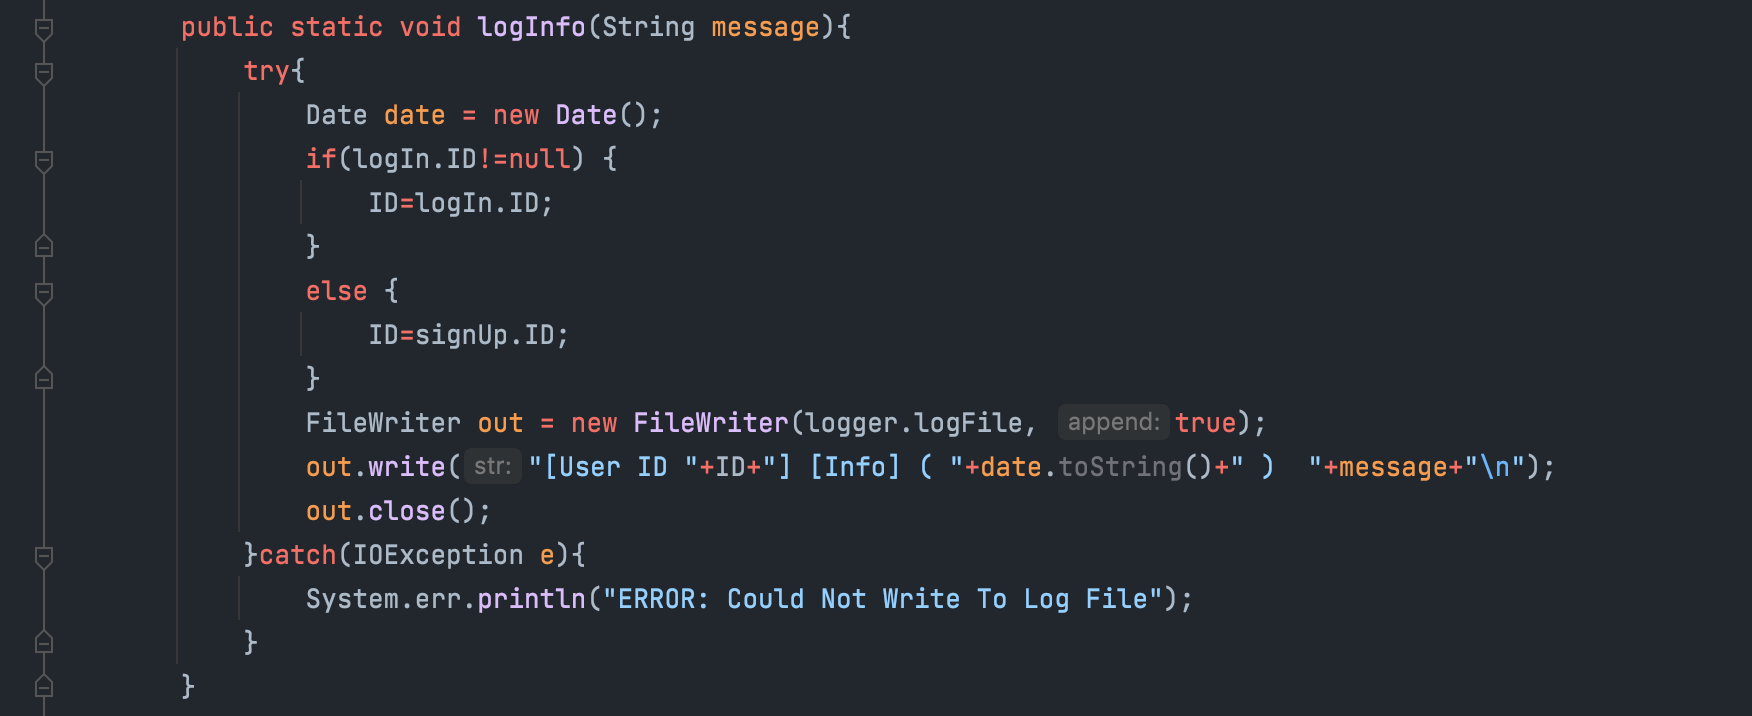 public static void logInfo(String message){
try{
Date date = new Date();
if(logIn.ID!=null) {
ID=logIn.ID;
}
else {
ID=signUp.ID;
}
FileWriter out = new FileWriter(logger.logFile, append: true);
out.write( str: "[User ID "+ID+"] [Info] ( "+date.toString()+" )  "+message+"\n");
out.close();
}catch(IOException e){
System.err.println("ERROR: Could Not Write To Log File");
}
}